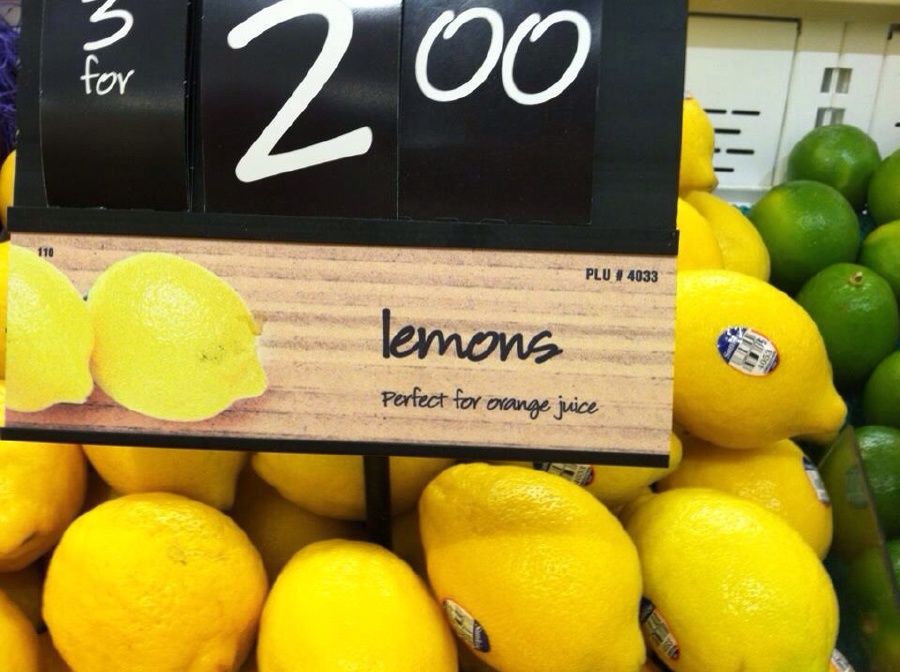 3
for
2 00
110
PLU # 4033
lemons
Perfect for orange juice